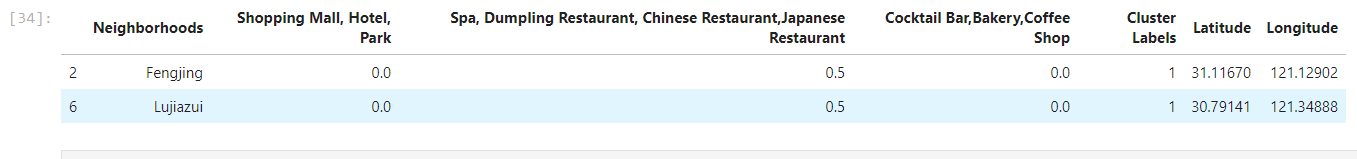 [34]:
Neighborhoods Shopping Mall, Hotel, Park Spa, Dumpling Restaurant, Chinese Restaurant,Japanese Restaurant Cocktail Bar,Bakery,Coffee Shop Cluster Labels Latitude Longitude
2 Fengjing 0.0 0.5 0.0 1 31.11670 121.12902
6 Lujiazui 0.0 0.5 0.0 1 30.79141 121.34888